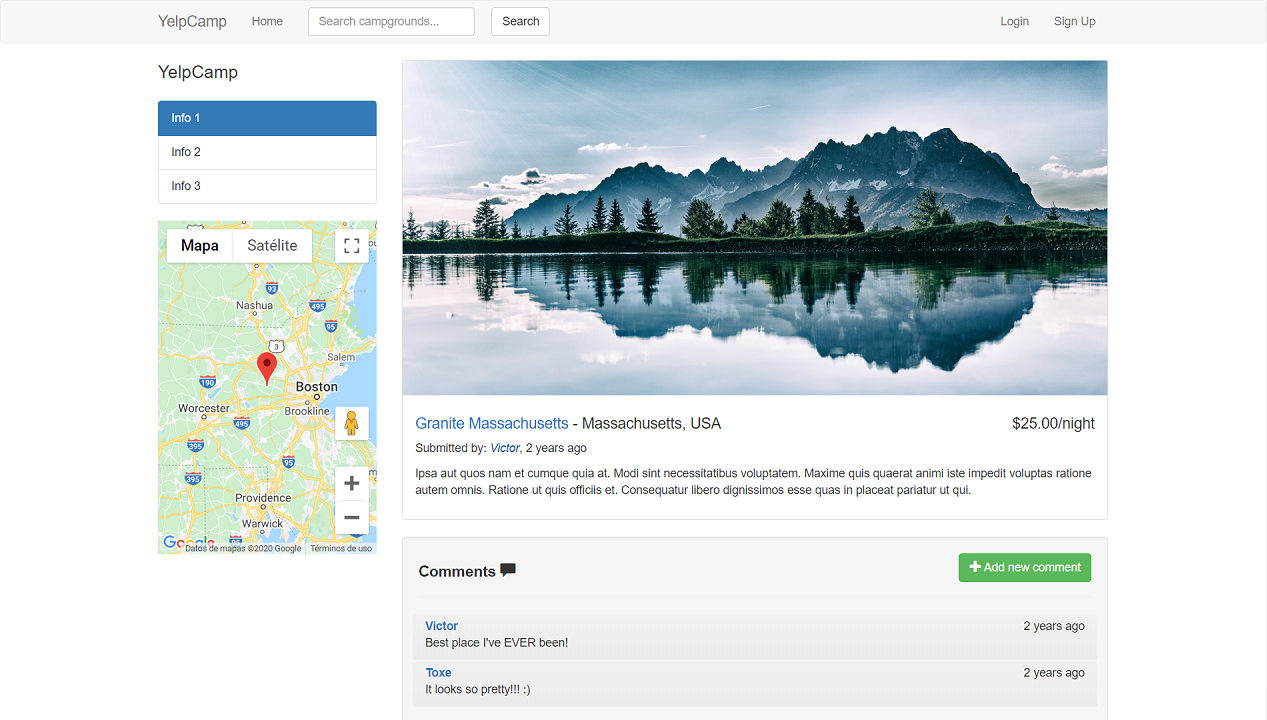 YelpCamp Home Search campgrounds... Search Login Sign Up
YelpCamp
Info 1
Info 2
Info 3
Mapa Satélite
93
Nashua
495
95
3
Salem
190
Boston
Worcester
Brookline
495
395
95
395
Providence
Warwick
95
Google
Datos de mapas ©2020 Google Términos de uso
Granite Massachusetts - Massachusetts, USA $25.00/night
Submitted by: Victor, 2 years ago
Ipsa aut quos nam et cumque quia at. Modi sint necessitatibus voluptatem. Maxime quis quaerat animi iste impedit voluptas ratione
autem omnis. Ratione ut quis officiis et. Consequatur libero dignissimos esse quas in placeat pariatur ut qui.
Comments Add new comment
Victor 2 years ago
Best place I've EVER been!
Toxe 2 years ago
It looks so pretty!!! :)